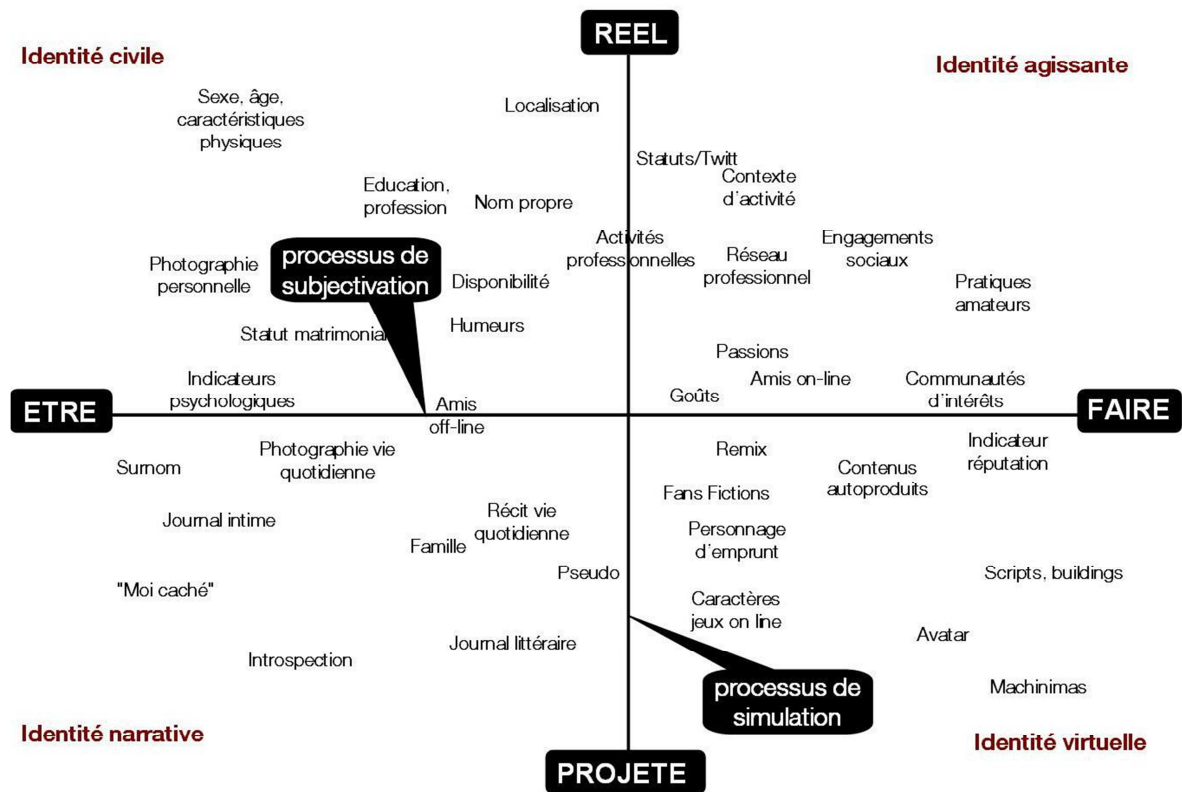 REEL
Identité civile
Identité agissante
Sexe, âge,
caractéristiques
physiques
Localisation
Statuts/Twitt
Contexte
d'activité
Education,
profession
Nom propre
Activités
professionnelles
Engagements
sociaux
Réseau
professionnel
processus de
subjectivation
Photographie
personnelle
Disponibilité
Pratiques
amateurs
Statut matrimonial
Humeurs
Passions
Indicateurs
psychologiques
Goûts
Amis on-line
Communautés
d'intérêts
ETRE
Amis
off-line
FAIRE
Surnom
Photographie vie
quotidienne
Remix
Contenus
autoproduits
Indicateur
réputation
Fans Fictions
Journal intime
Famille
Récit vie
quotidienne
Personnage
d'emprunt
Pseudo
Scripts, buildings
"Moi caché"
Caractères
jeux on line
Avatar
Introspection
Journal littéraire
processus de
simulation
Machinimas
Identité narrative
Identité virtuelle
PROJETE